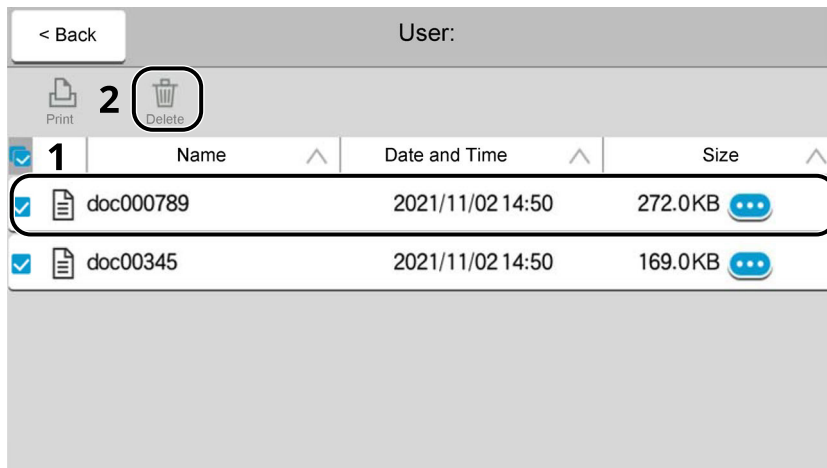 < Back
User:
2
Print
Delete
1
Name
Date and Time
Size
doc000789 2021/11/02 14:50 272.0KB
doc00345 2021/11/02 14:50 169.0KB